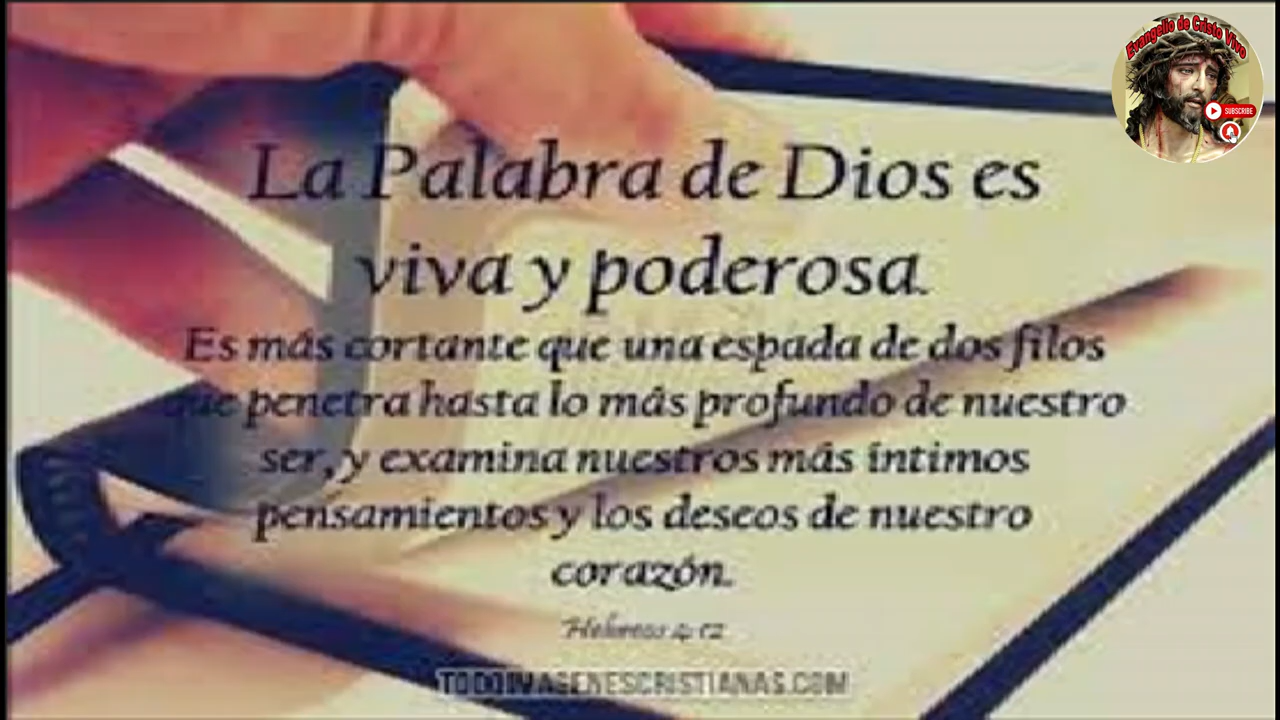 Evangelio de Cristo Vivo
SUBSCRIBE
La Palabra de Dios es
viva y poderosa.
Es más cortante que una espada de dos filos
que penetra hasta lo más profundo de nuestro
ser, y examina nuestros más íntimos
pensamientos y los deseos de nuestro
corazón.
Hebreos 4:12
TODOIMAGENESCRISTIANAS.COM